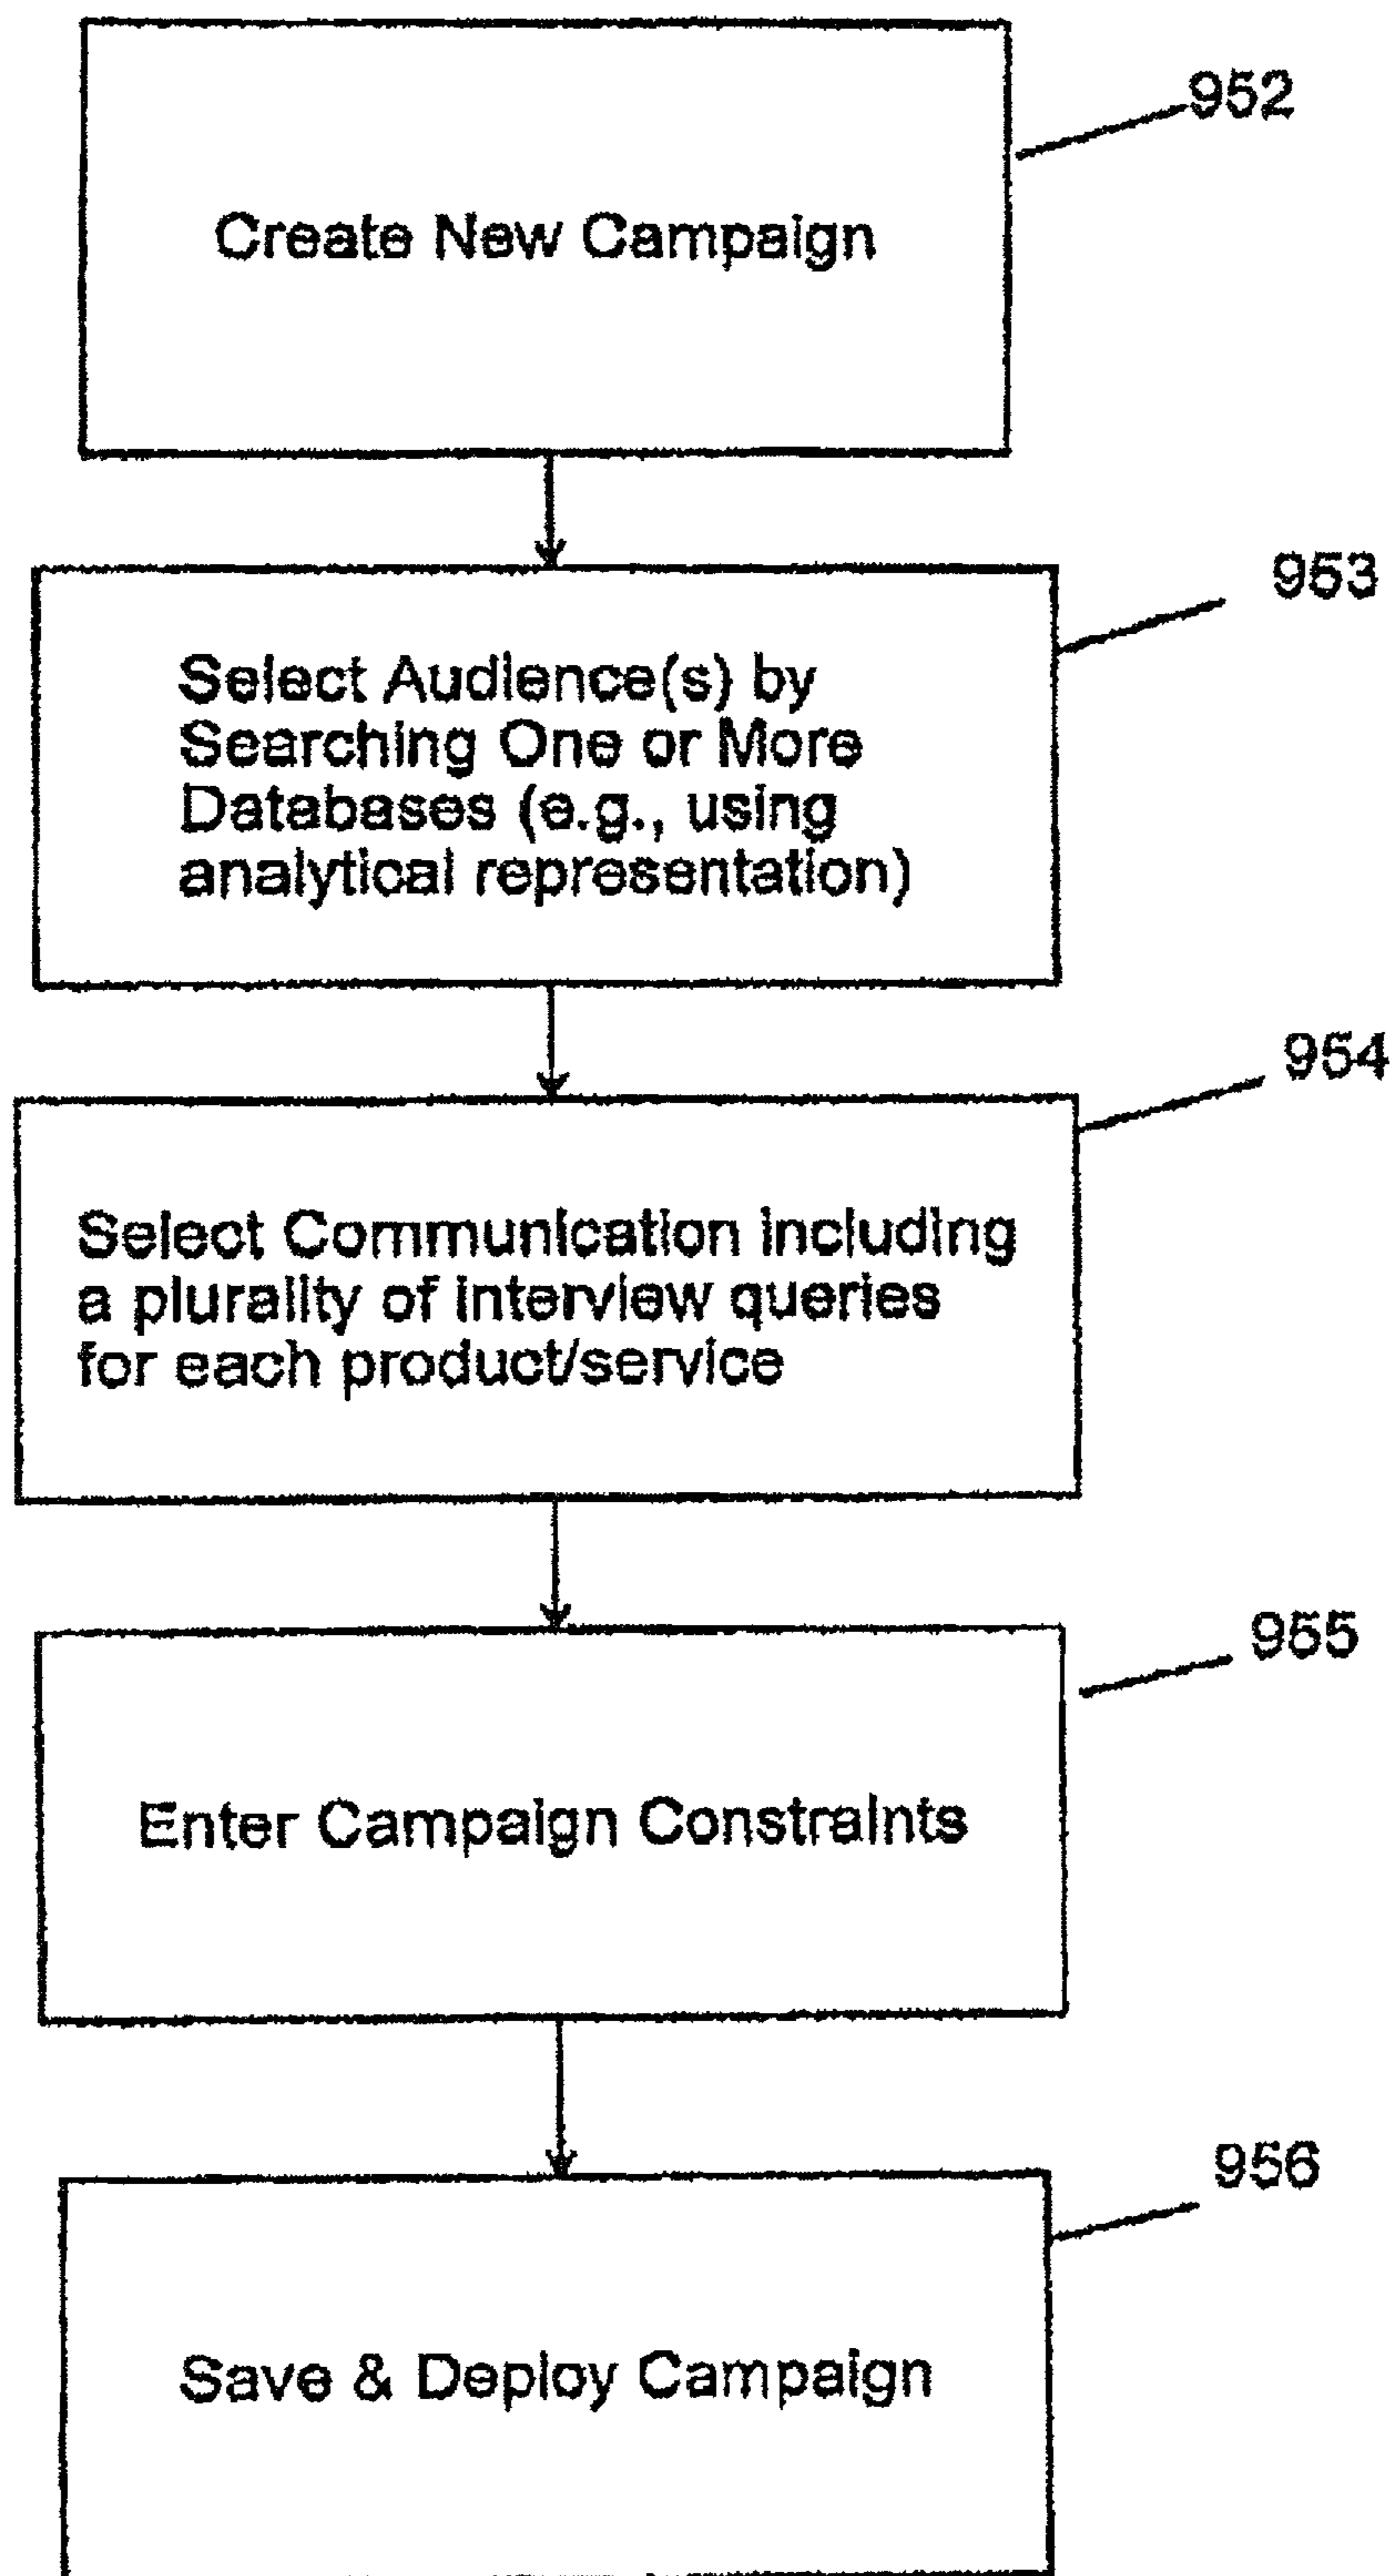 952
Create New Campaign
953
Select Audience(s) by
Searching One or More
Databases (e.g., using
analytical representation)
954
Select Communication including
a plurality of interview queries
for each product/service
955
Enter Campaign Constraints
956
Save & Deploy Campaign